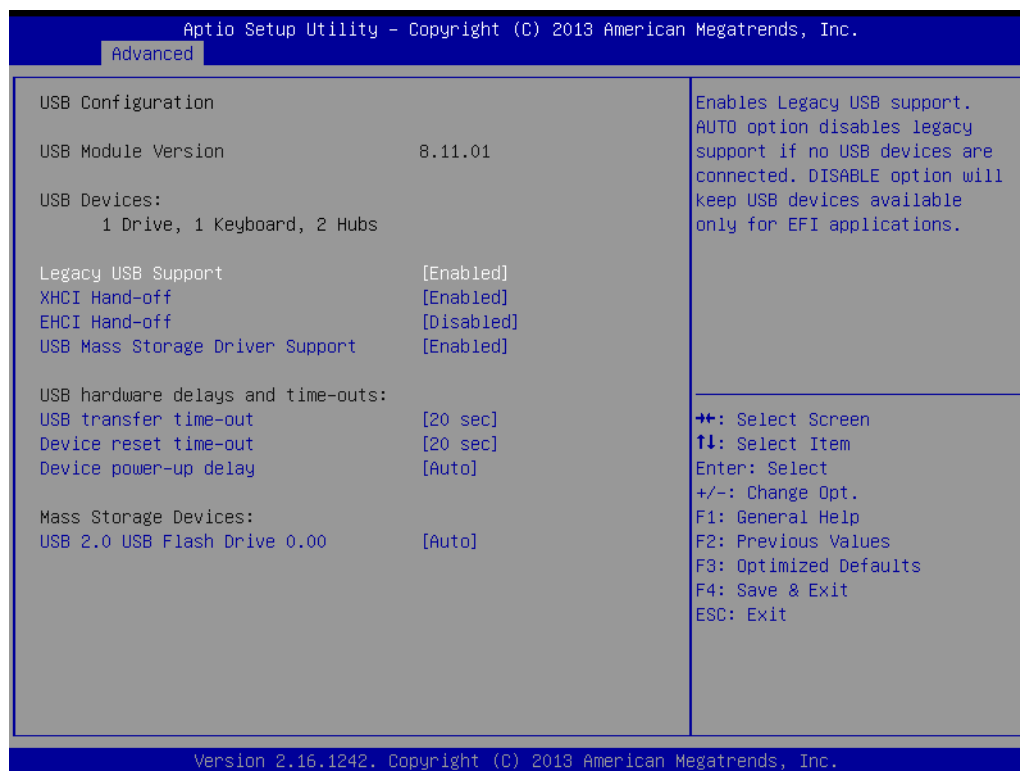 Aptio Setup Utility – Copyright (C) 2013 American Megatrends, Inc.
Advanced
USB Configuration
USB Module Version 8.11.01
USB Devices:
1 Drive, 1 Keyboard, 2 Hubs
Legacy USB Support [Enabled]
XHCI Hand-off [Enabled]
EHCI Hand-off [Disabled]
USB Mass Storage Driver Support [Enabled]
USB hardware delays and time-outs:
USB transfer time-out [20 sec]
Device reset time-out [20 sec]
Device power-up delay [Auto]
Mass Storage Devices:
USB 2.0 USB Flash Drive 0.00 [Auto]
Enables Legacy USB support.
AUTO option disables legacy
support if no USB devices are
connected. DISABLE option will
keep USB devices available
only for EFI applications.
→←: Select Screen
↑↓: Select Item
Enter: Select
+/-: Change Opt.
F1: General Help
F2: Previous Values
F3: Optimized Defaults
F4: Save & Exit
ESC: Exit
Version 2.16.1242. Copyright (C) 2013 American Megatrends, Inc.